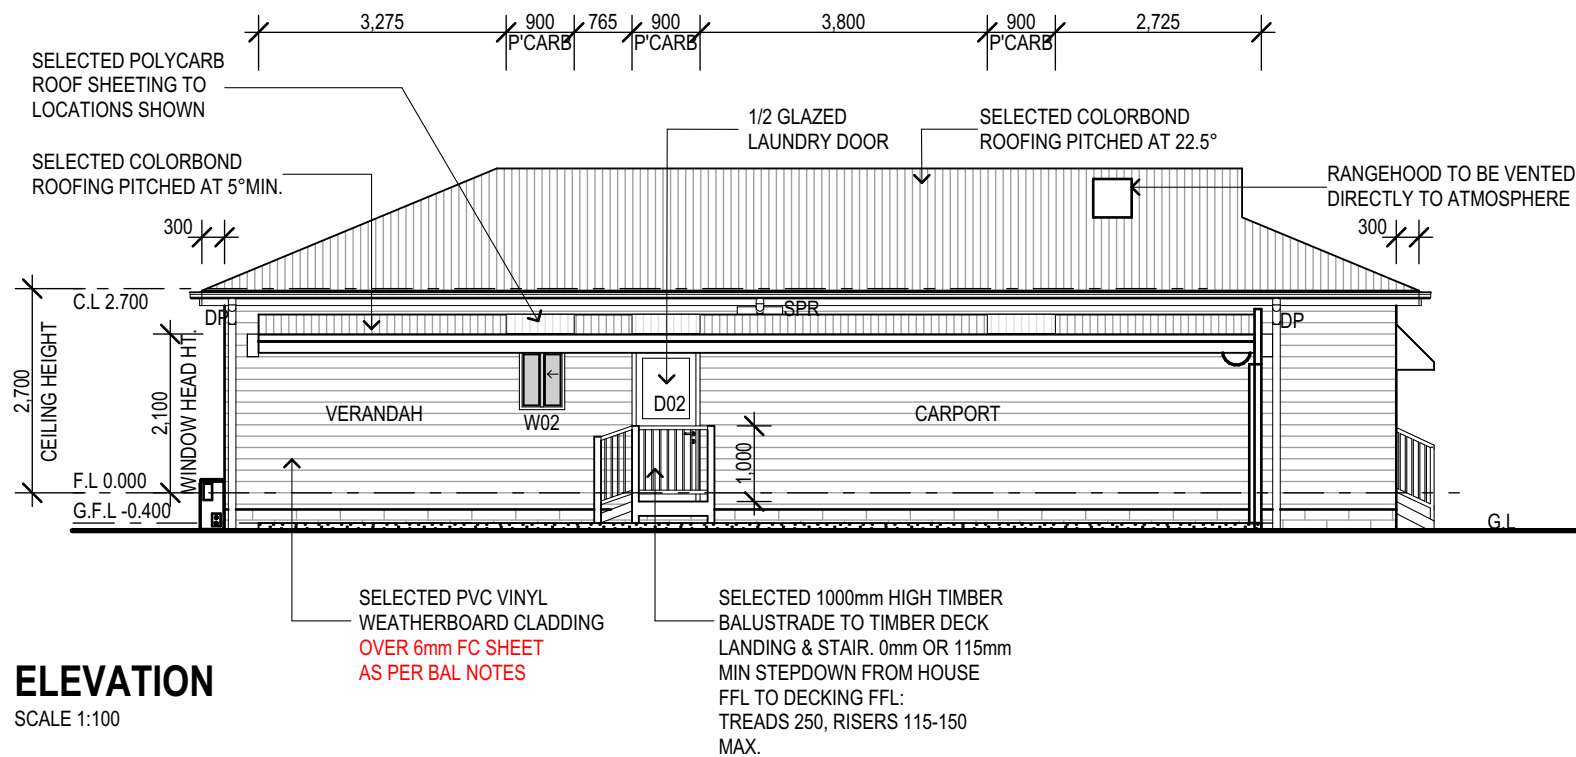 3,275
900
765
900
3,800
900
2,725
P'CARB
P'CARB
P'CARB
SELECTED POLYCARB
ROOF SHEETING TO
LOCATIONS SHOWN
1/2 GLAZED
LAUNDRY DOOR
SELECTED COLORBOND
ROOFING PITCHED AT 22.5°
SELECTED COLORBOND
ROOFING PITCHED AT 5°MIN.
RANGEHOOD TO BE VENTED
DIRECTLY TO ATMOSPHERE
300
300
C.L 2.700
DP
SPR
DP
2,700
CEILING HEIGHT
2,100
WINDOW HEAD HT.
VERANDAH
W02
D02
CARPORT
1,000
F.L 0.000
G.F.L -0.400
G.L
SELECTED PVC VINYL
WEATHERBOARD CLADDING
OVER 6mm FC SHEET
AS PER BAL NOTES
SELECTED 1000mm HIGH TIMBER
BALUSTRADE TO TIMBER DECK
LANDING & STAIR. 0mm OR 115mm
MIN STEPDOWN FROM HOUSE
FFL TO DECKING FFL:
TREADS 250, RISERS 115-150
MAX.
ELEVATION
SCALE 1:100